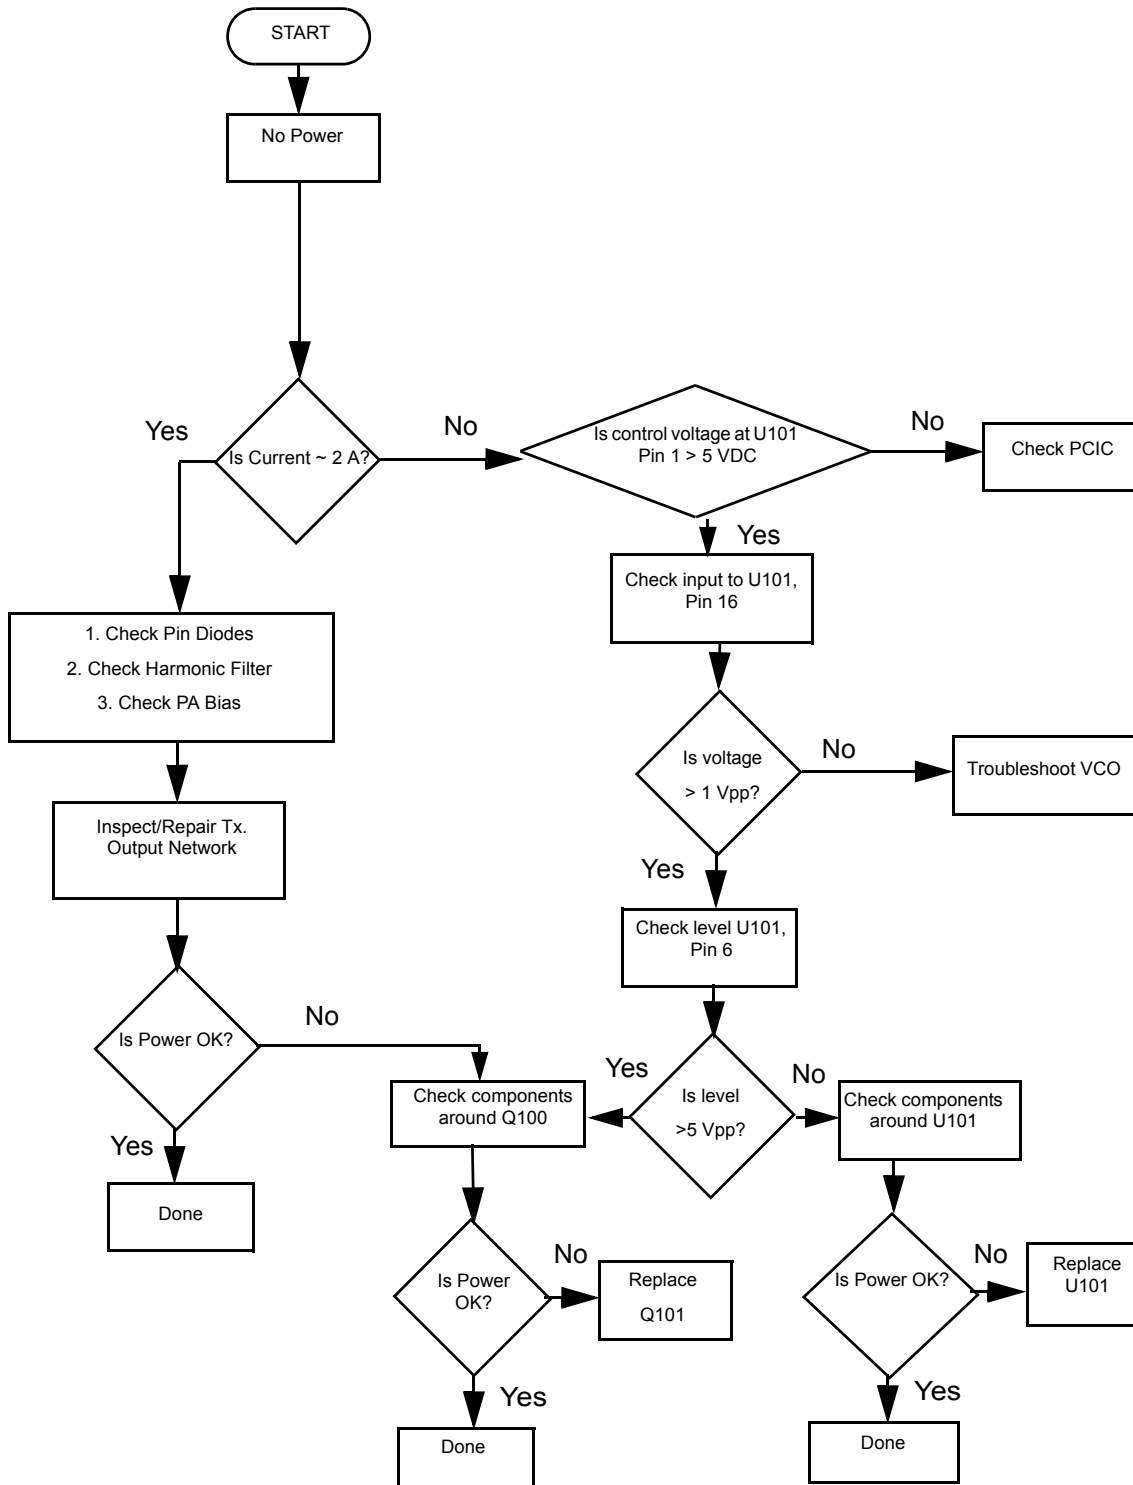 START
No Power
Yes
Is Current ~ 2 A?
No
Is control voltage at U101
Pin 1 > 5 VDC
No
Check PCIC
Yes
Check input to U101,
Pin 16
1. Check Pin Diodes
2. Check Harmonic Filter
3. Check PA Bias
Is voltage
> 1 Vpp?
No
Troubleshoot VCO
Inspect/Repair Tx.
Output Network
Yes
Check level U101,
Pin 6
Is Power OK?
No
Yes
Is level
>5 Vpp?
No
Check components
around Q100
Check components
around U101
Yes
Done
Is Power
OK?
No
Replace
Q101
Is Power OK?
No
Replace
U101
Yes
Done
Yes
Done